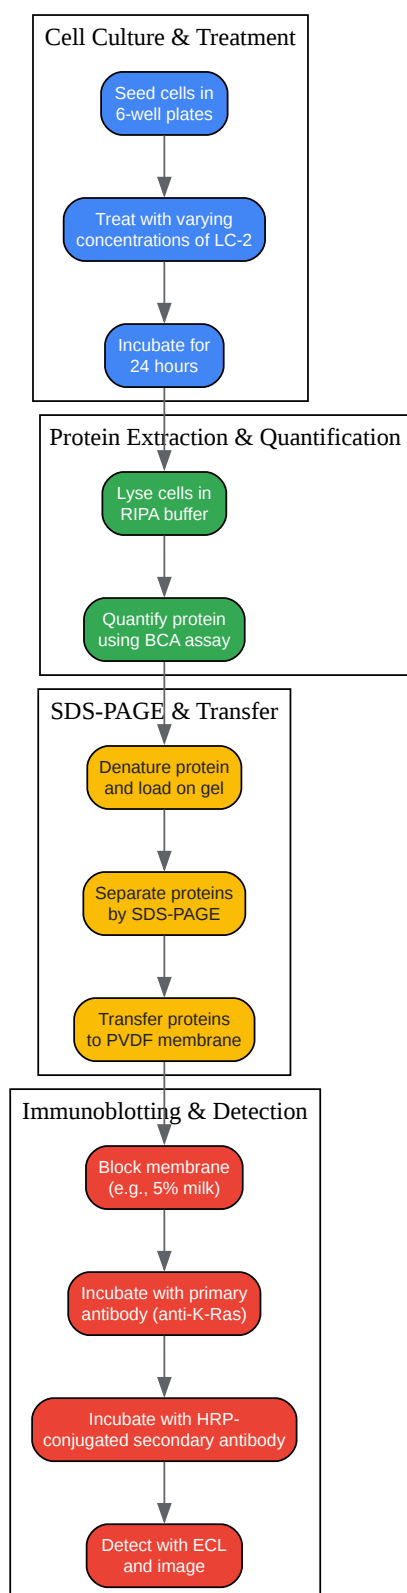 Cell Culture & Treatment
Seed cells in
6-well plates
Treat with varying
concentrations of LC-2
Incubate for
24 hours
Protein Extraction & Quantification
Lyse cells in
RIPA buffer
Quantify protein
using BCA assay
SDS-PAGE & Transfer
Denature protein
and load on gel
Separate proteins
by SDS-PAGE
Transfer proteins
to PVDF membrane
Immunoblotting & Detection
Block membrane
(e.g., 5% milk)
Incubate with primary
antibody (anti-K-Ras)
Incubate with HRP-
conjugated secondary antibody
Detect with ECL
and image